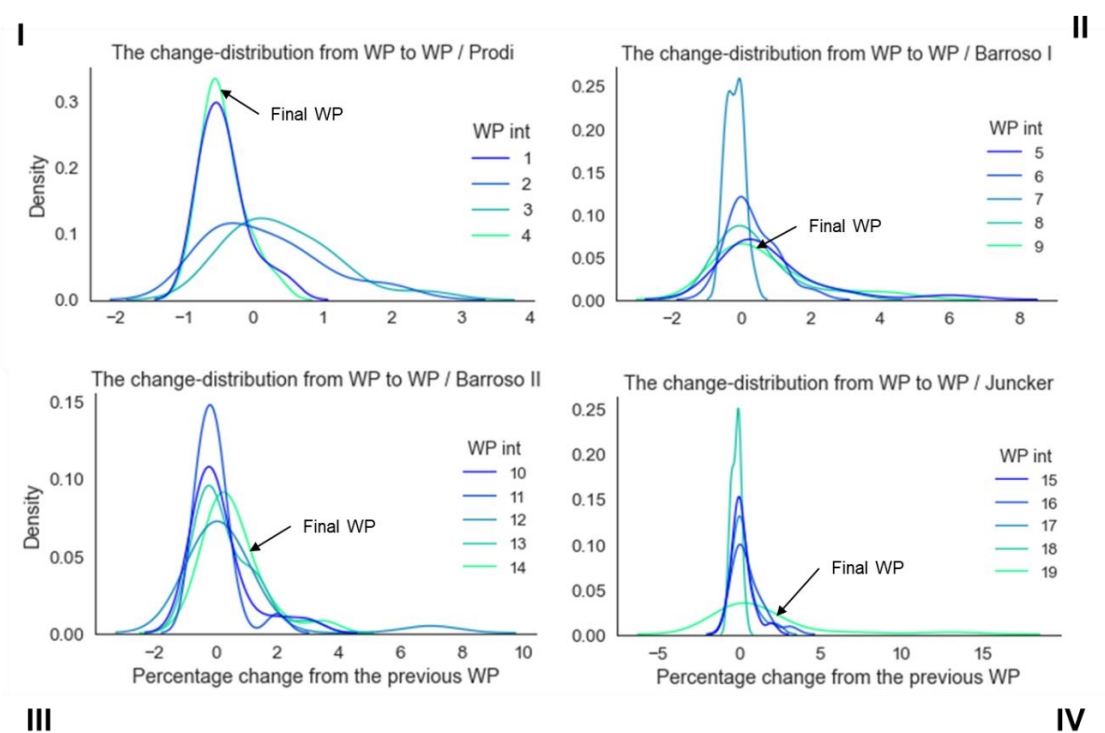 I
II
The change-distribution from WP to WP / Prodi
Density
0.3
0.2
0.1
0.0
−2 −1 0 1 2 3 4
Final WP
WP int
1
2
3
4
The change-distribution from WP to WP / Barroso I
0.25
0.20
0.15
0.10
0.05
0.00
−2 0 2 4 6 8
Final WP
WP int
5
6
7
8
9
The change-distribution from WP to WP / Barroso II
Density
0.15
0.10
0.05
0.00
−2 0 2 4 6 8 10
Percentage change from the previous WP
Final WP
WP int
10
11
12
13
14
The change-distribution from WP to WP / Juncker
0.25
0.20
0.15
0.10
0.05
0.00
−5 0 5 10 15
Percentage change from the previous WP
Final WP
WP int
15
16
17
18
19
III
IV